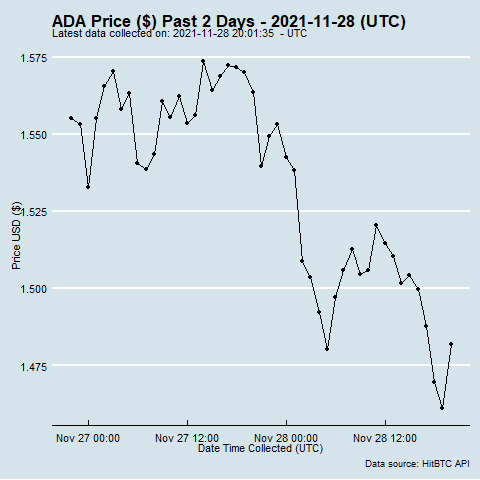 ADA Price ($) Past 2 Days - 2021-11-28 (UTC)
Latest data collected on: 2021-11-28 20:01:35  - UTC
1.575
1.550
1.525
1.500
1.475
Price USD ($)
Nov 27 00:00
Nov 27 12:00
Nov 28 00:00
Nov 28 12:00
Date Time Collected (UTC)
Data source: HitBTC API